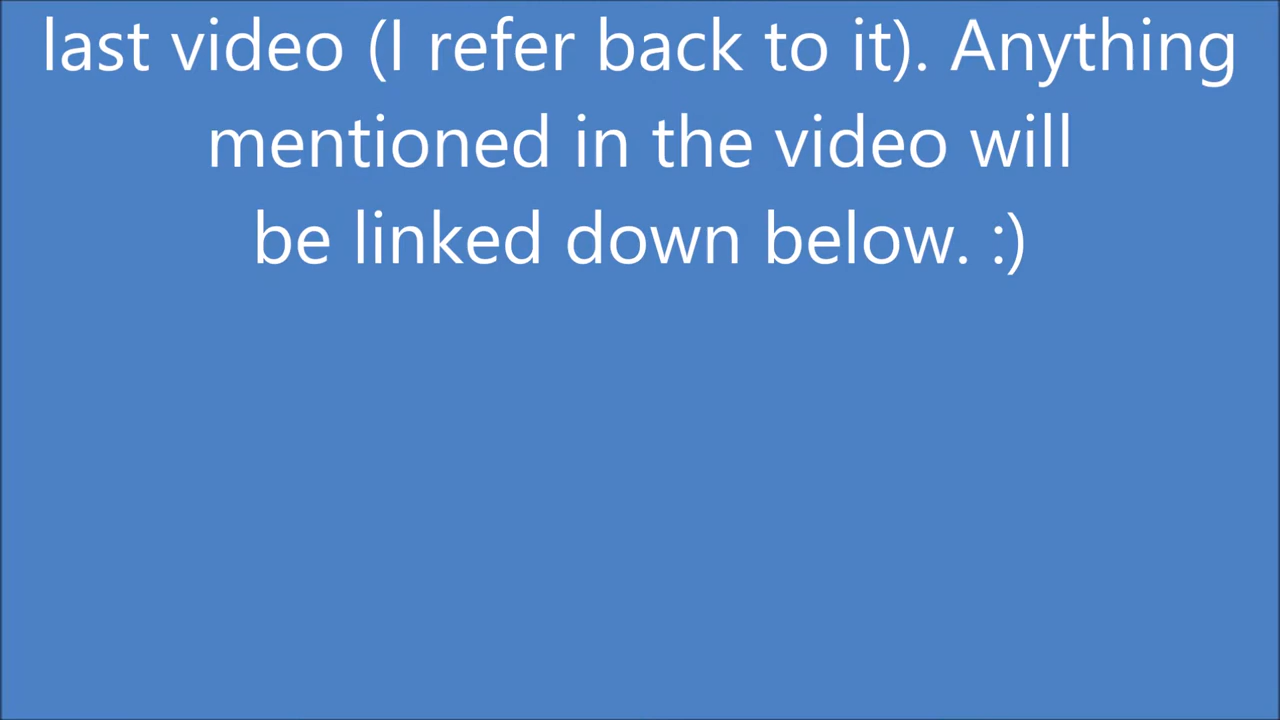 last video (I refer back to it). Anything
mentioned in the video will
be linked down below. :)